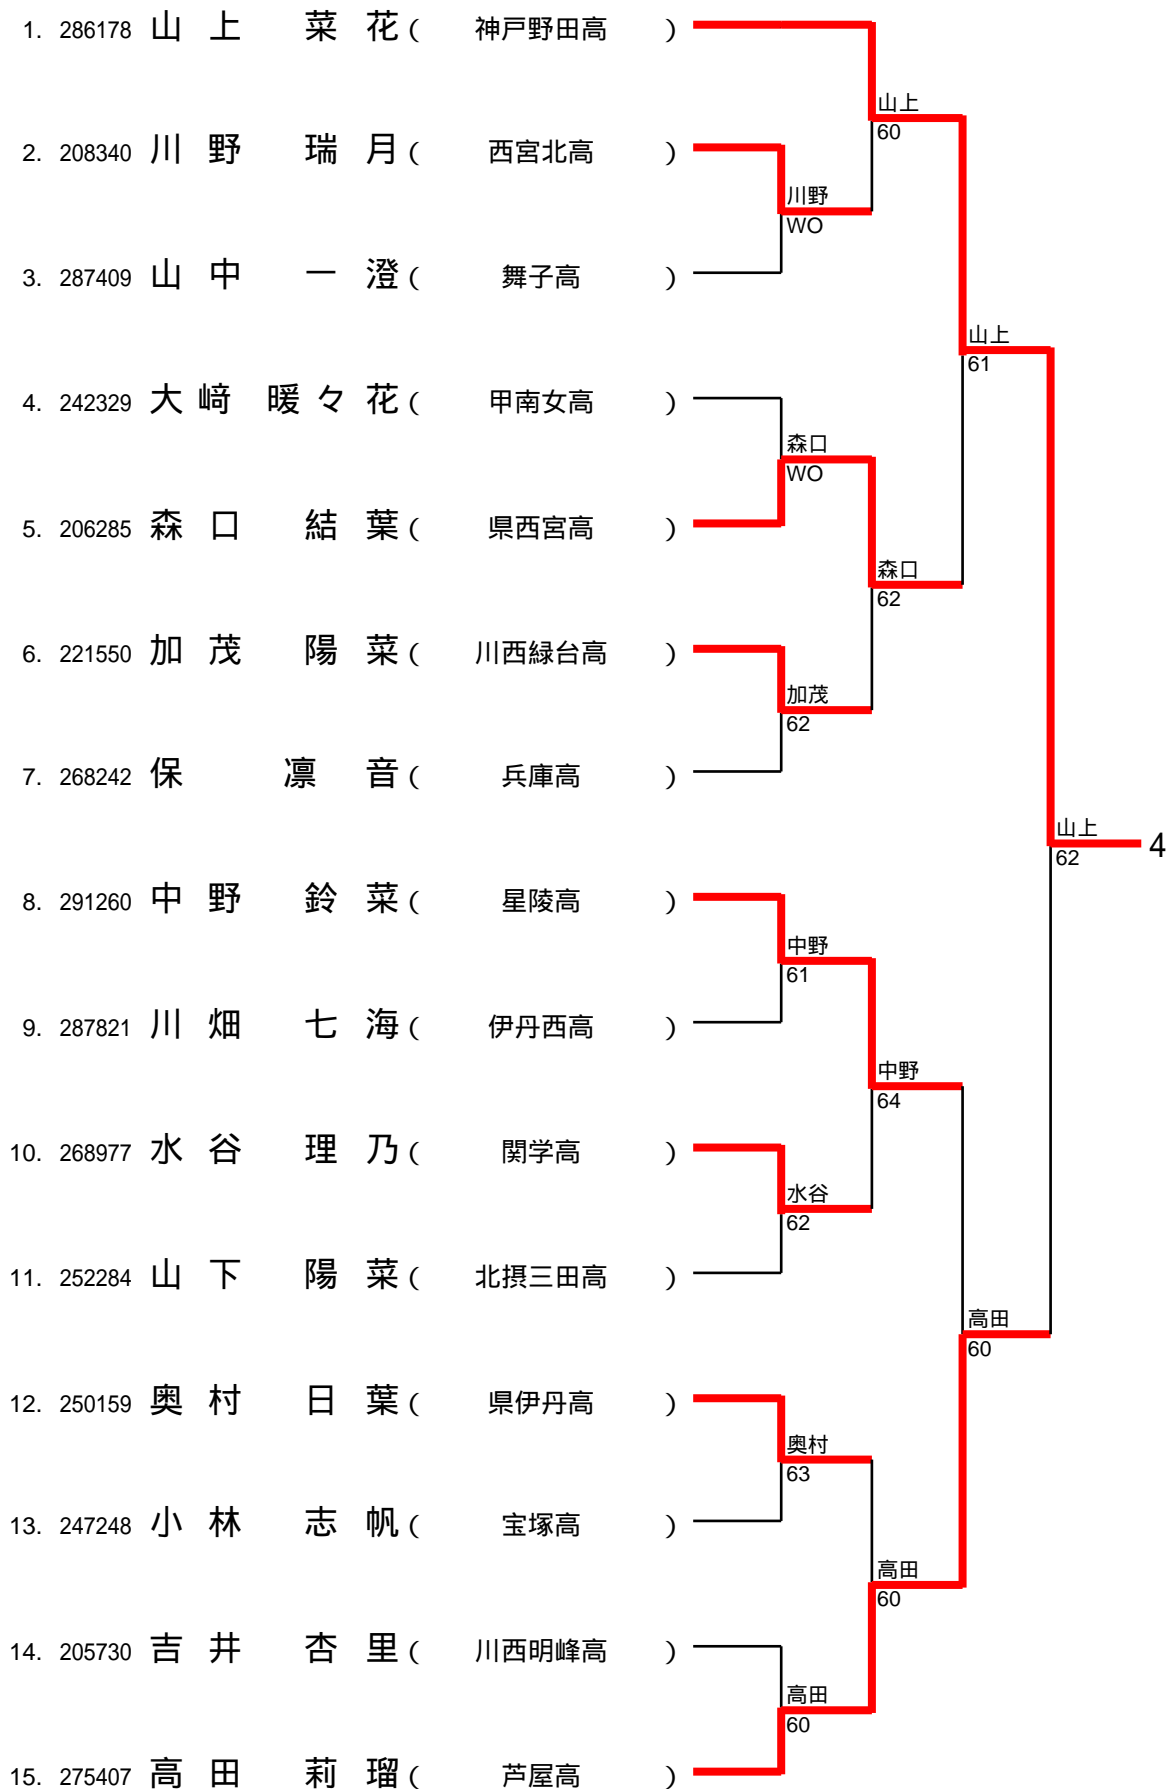 1. 286178 山上 菜花 ( 神戸野田高 )
山上
60
2. 208340 川野 瑞月 ( 西宮北高 )
川野
WO
3. 287409 山中 一澄 ( 舞子高 )
山上
61
4. 242329 大﨑 暖々花 ( 甲南女高 )
森口
WO
5. 206285 森口 結葉 ( 県西宮高 )
森口
62
6. 221550 加茂 陽菜 ( 川西緑台高 )
加茂
62
7. 268242 保 凛音 ( 兵庫高 )
山上
62
4
8. 291260 中野 鈴菜 ( 星陵高 )
中野
61
9. 287821 川畑 七海 ( 伊丹西高 )
中野
64
10. 268977 水谷 理乃 ( 関学高 )
水谷
62
11. 252284 山下 陽菜 ( 北摂三田高 )
高田
60
12. 250159 奥村 日葉 ( 県伊丹高 )
奥村
63
13. 247248 小林 志帆 ( 宝塚高 )
高田
60
14. 205730 吉井 杏里 ( 川西明峰高 )
高田
60
15. 275407 高田 莉瑠 ( 芦屋高 )